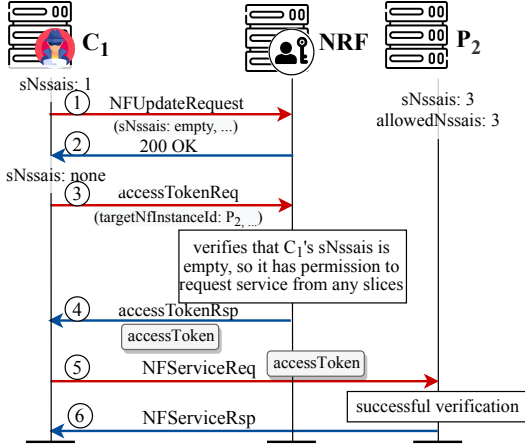 C1
NRF
P2
sNssais: 1
sNssais: 3
allowedNssais: 3
1
NFUpdateRequest
(sNssais: empty, ...)
2
200 OK
sNssais: none
3
accessTokenReq
(targetNfInstanceId: P2, ...)
verifies that C1's sNssais is
empty, so it has permission to
request service from any slices
4
accessTokenRsp
accessToken
5
NFServiceReq
accessToken
successful verification
6
NFServiceRsp